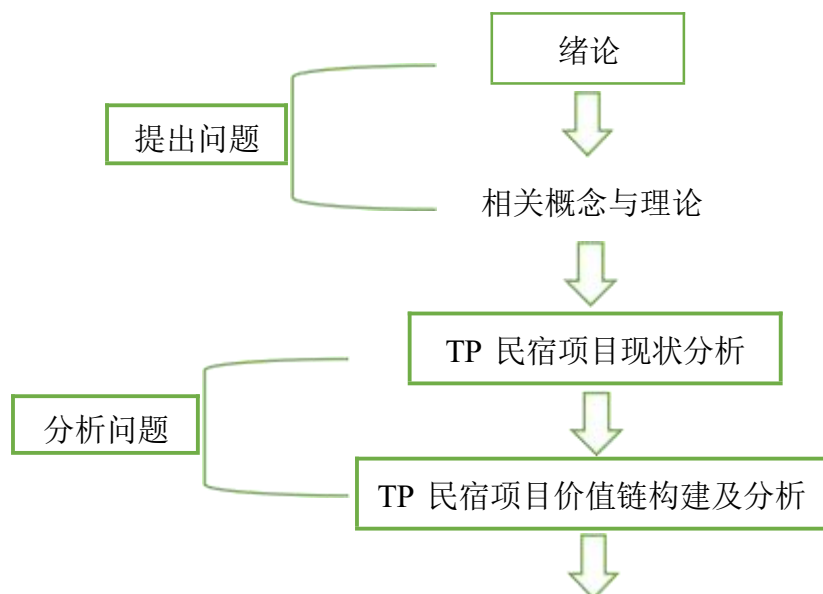 绪论
提出问题
相关概念与理论
TP 民宿项目现状分析
分析问题
TP 民宿项目价值链构建及分析